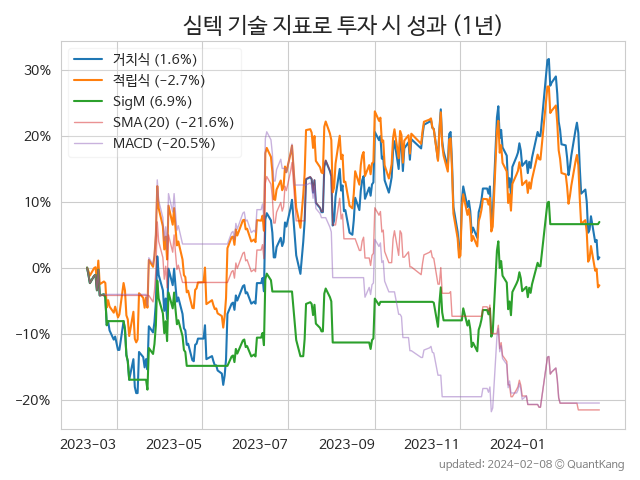 심텍 기술 지표로 투자 시 성과 (1년)
거치식 (1.6%)
적립식 (−2.7%)
SigM (6.9%)
SMA(20) (−21.6%)
MACD (−20.5%)
30%
20%
10%
0%
−10%
−20%
2023-03 2023-05 2023-07 2023-09 2023-11 2024-01
updated: 2024-02-08 © QuantKang